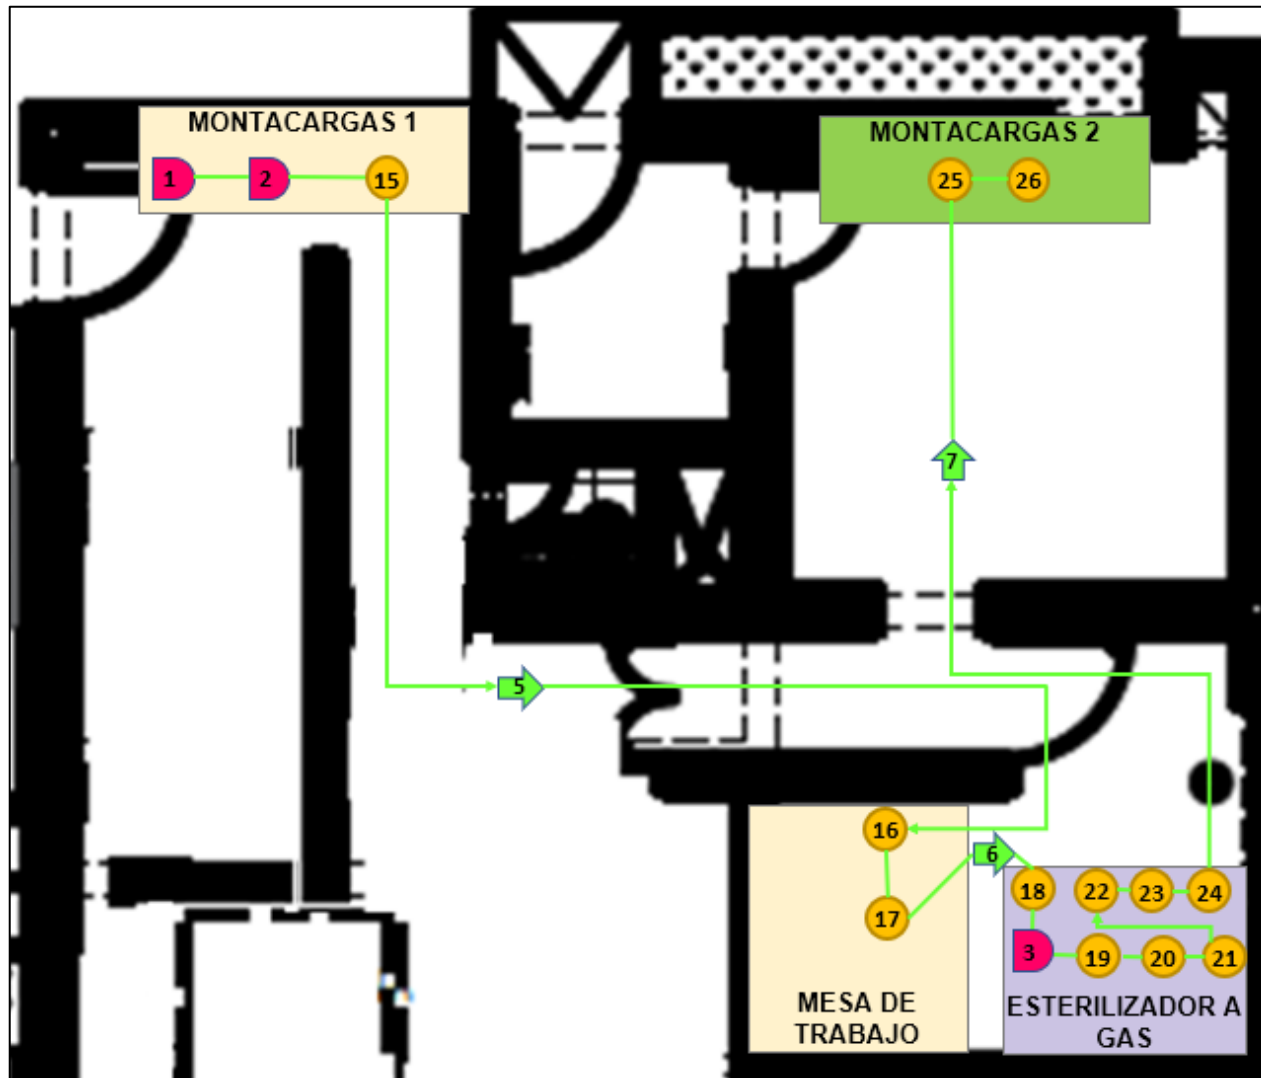 MONTACARGAS 1
1 2 15
MONTACARGAS 2
25 26
7
5
16
17
6
18 22 23 24
3 19 20 21
MESA DE
TRABAJO
ESTERILIZADOR A
GAS